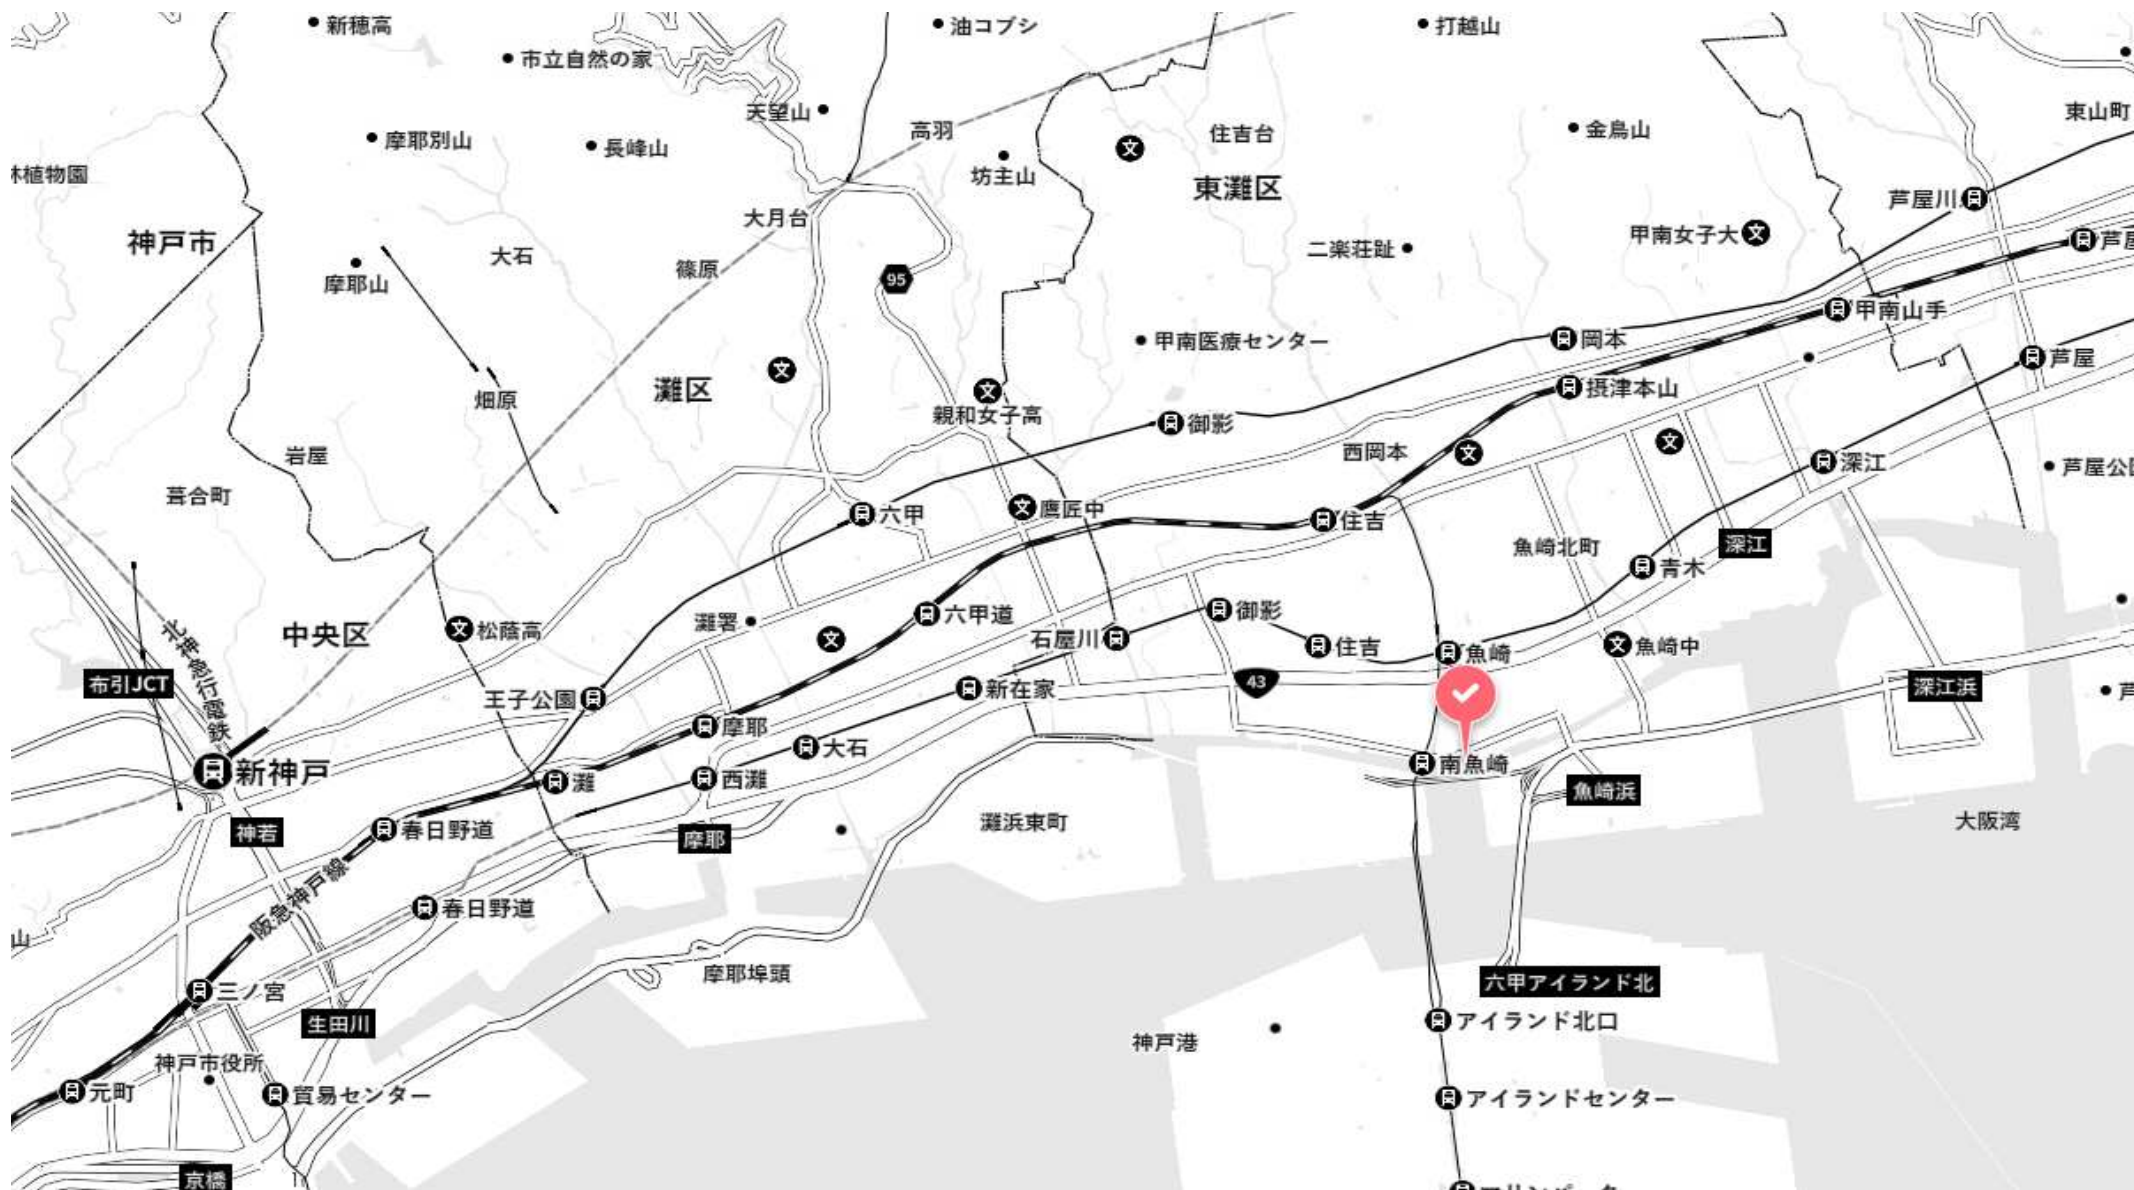 新穂高
市立自然の家
油コブシ
打越山
天望山
高羽
住吉台
金鳥山
東山町
摩耶別山
長峰山
坊主山
東灘区
林植物園
芦屋川
大月台
甲南女子大
神戸市
大石
二楽荘趾
芦屋
篠原
摩耶山
95
甲南山手
甲南医療センター
岡本
芦屋
灘区
摂津本山
畑原
親和女子高
御影
西岡本
岩屋
深江
芦屋公
葺合町
六甲
鷹匠中
住吉
深江
魚崎北町
青木
六甲道
御影
灘署
松蔭高
中央区
石屋川
住吉
魚崎
魚崎中
北神急行電鉄
布引JCT
43
深江浜
新在家
王子公園
摩耶
大石
南魚崎
新神戸
西灘
灘
魚崎浜
大阪湾
灘浜東町
春日野道
神若
摩耶
阪急神戸線
春日野道
山
摩耶埠頭
六甲アイランド北
三ノ宮
生田川
アイランド北口
神戸港
神戸市役所
元町
貿易センター
アイランドセンター
京橋